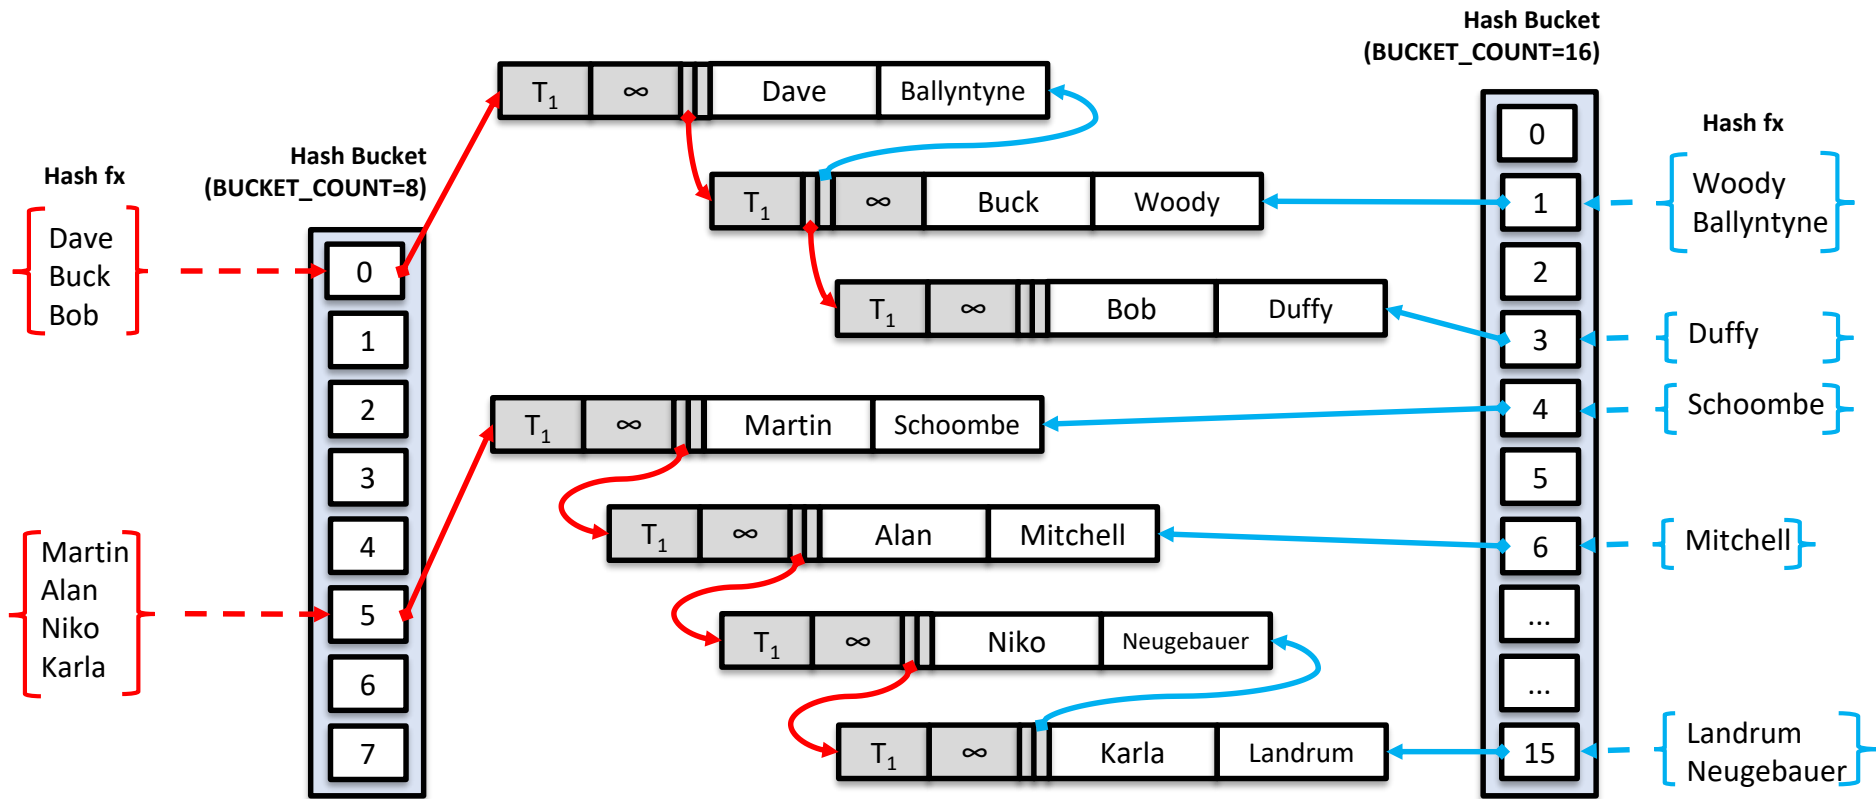 Hash Bucket
(BUCKET_COUNT=16)
T1 ∞ Dave Ballyntyne
Hash fx
0
Hash Bucket
(BUCKET_COUNT=8)
Hash fx
T1 ∞ Buck Woody
1
Woody
Ballyntyne
Dave
Buck
Bob
0
2
T1 ∞ Bob Duffy
1
3
Duffy
2
T1 ∞ Martin Schoombe
4
Schoombe
3
5
Martin
Alan
Niko
Karla
4
T1 ∞ Alan Mitchell
6
Mitchell
5
T1 ∞ Niko Neugebauer
...
6
...
7
T1 ∞ Karla Landrum
15
Landrum
Neugebauer